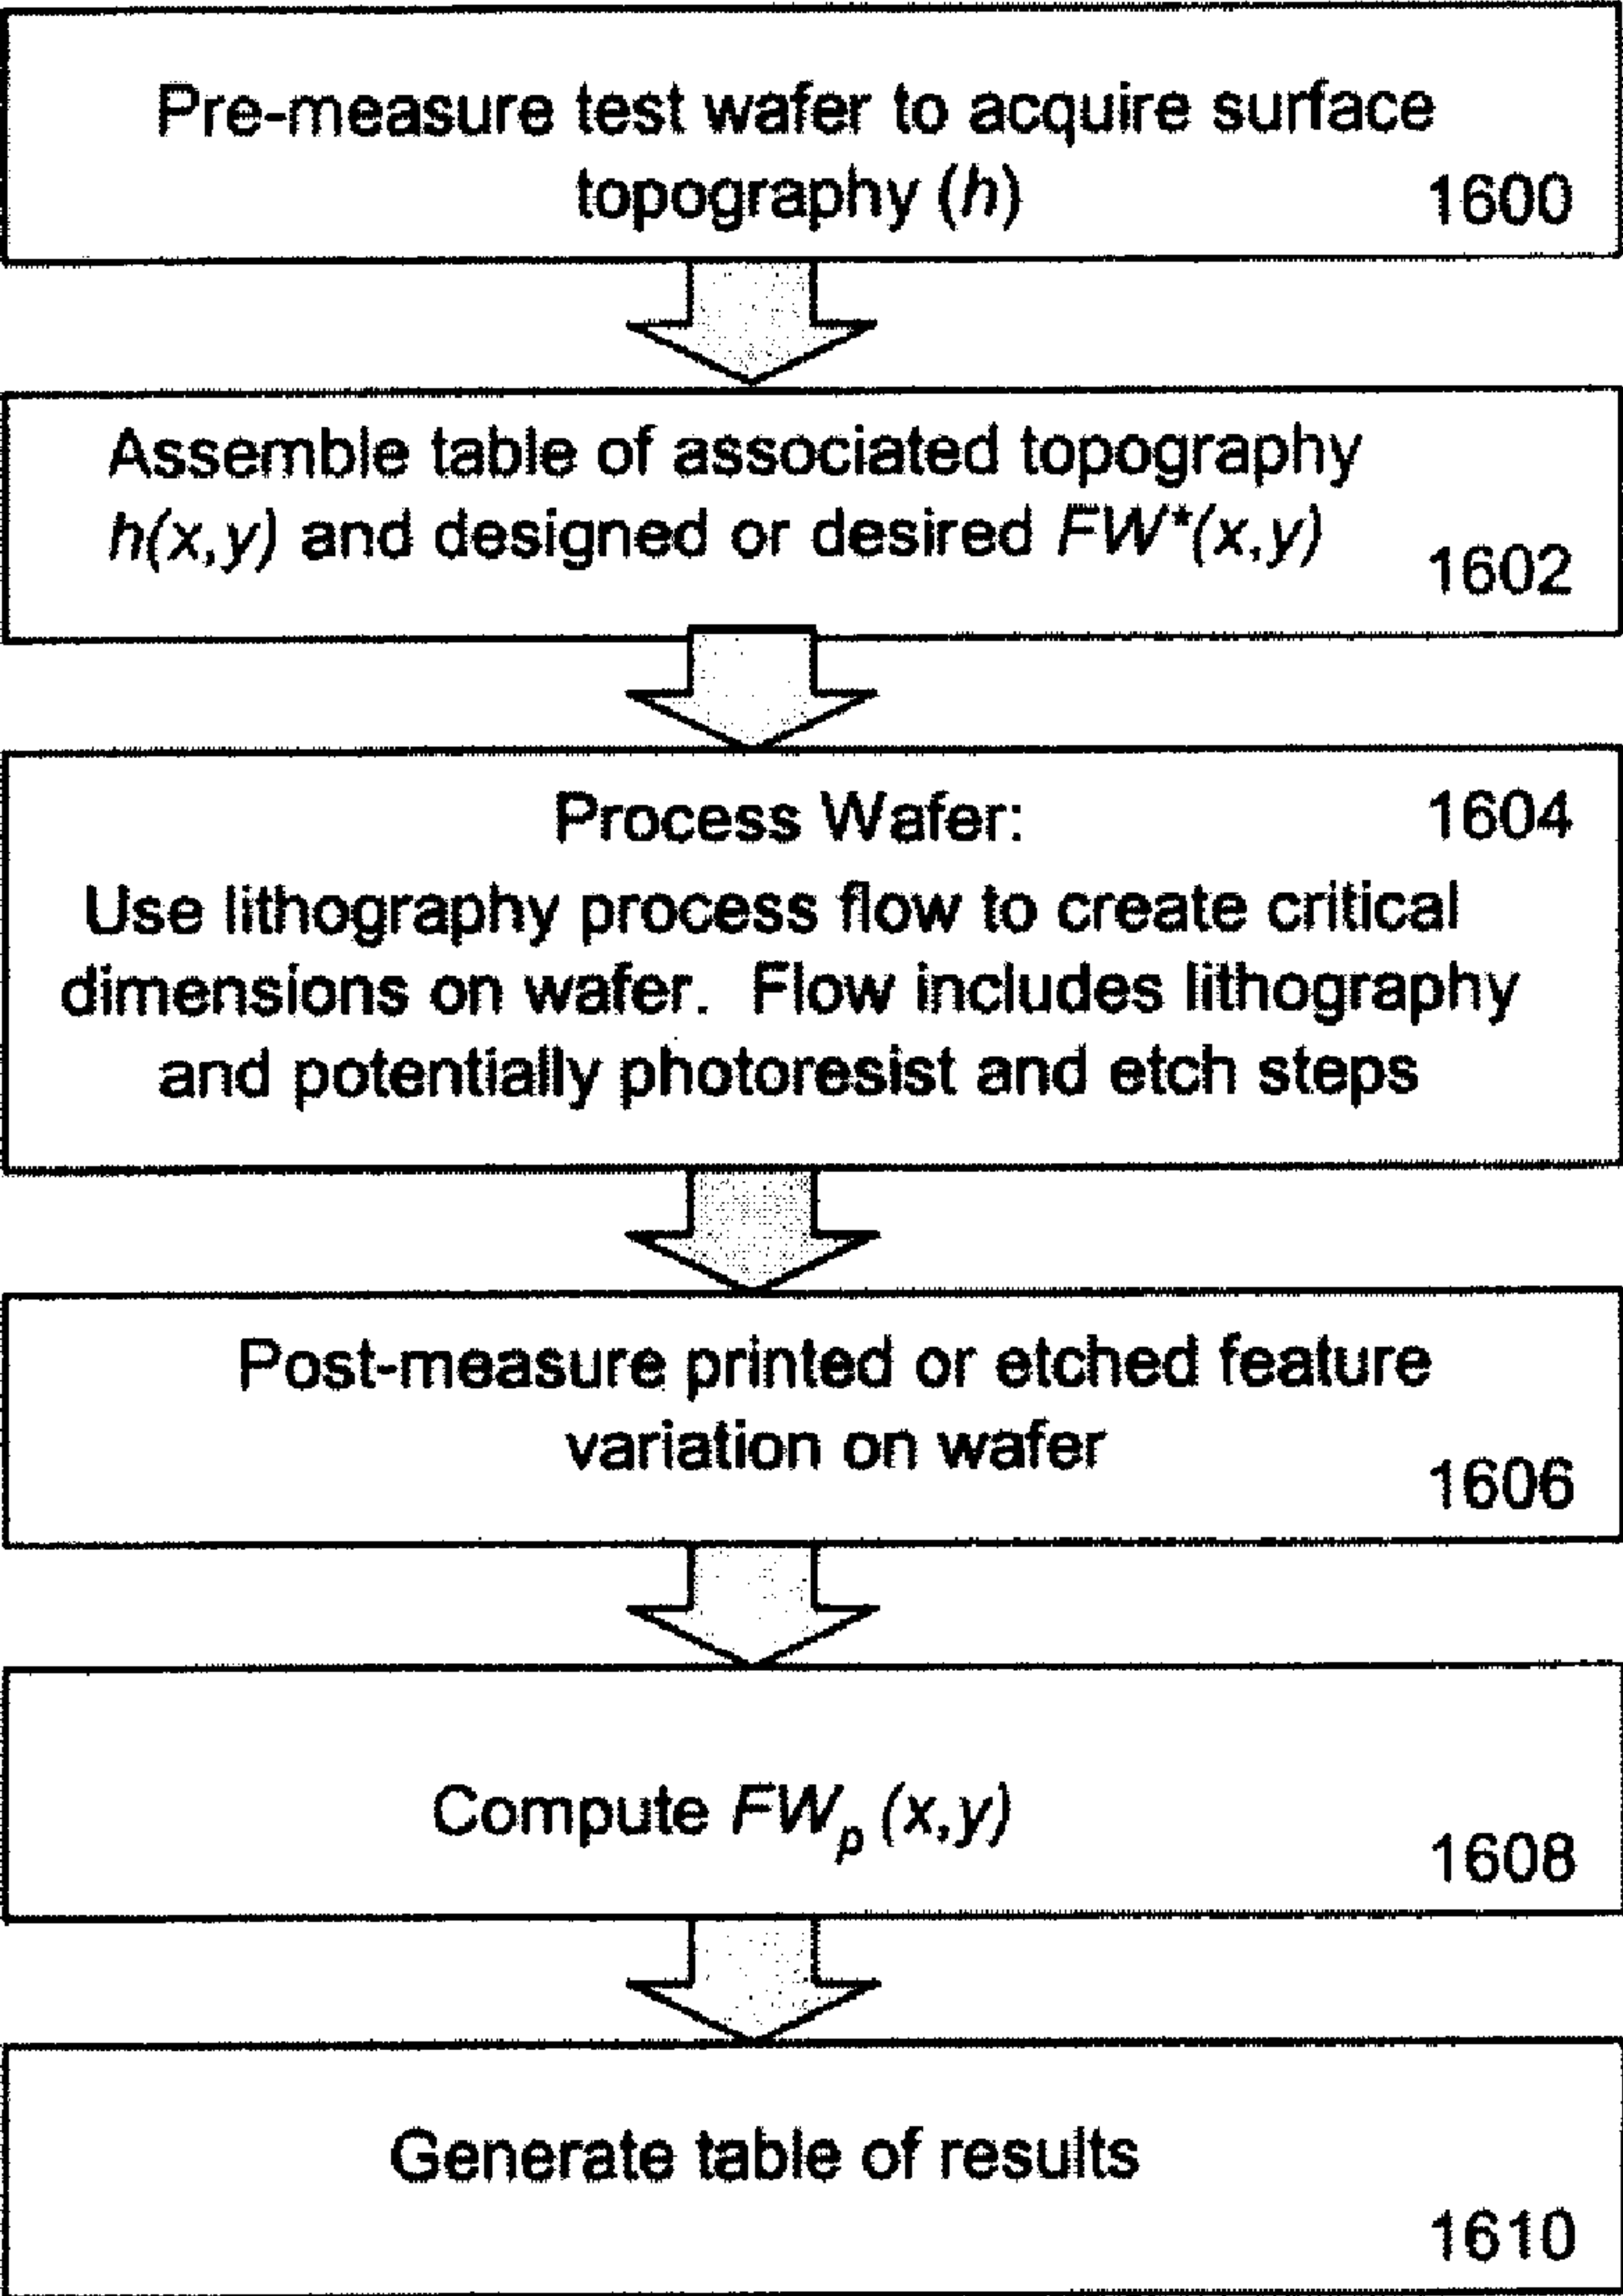 Pre-measure test wafer to acquire surface
topography (h)
1600
Assemble table of associated topography
h(x,y) and designed or desired FW*(x,y)
1602
Process Wafer:
1604
Use lithography process flow to create critical
dimensions on wafer. Flow includes lithography
and potentially photoresist and etch steps
Post-measure printed or etched feature
variation on wafer
1606
Compute FWp (x,y)
1608
Generate table of results
1610